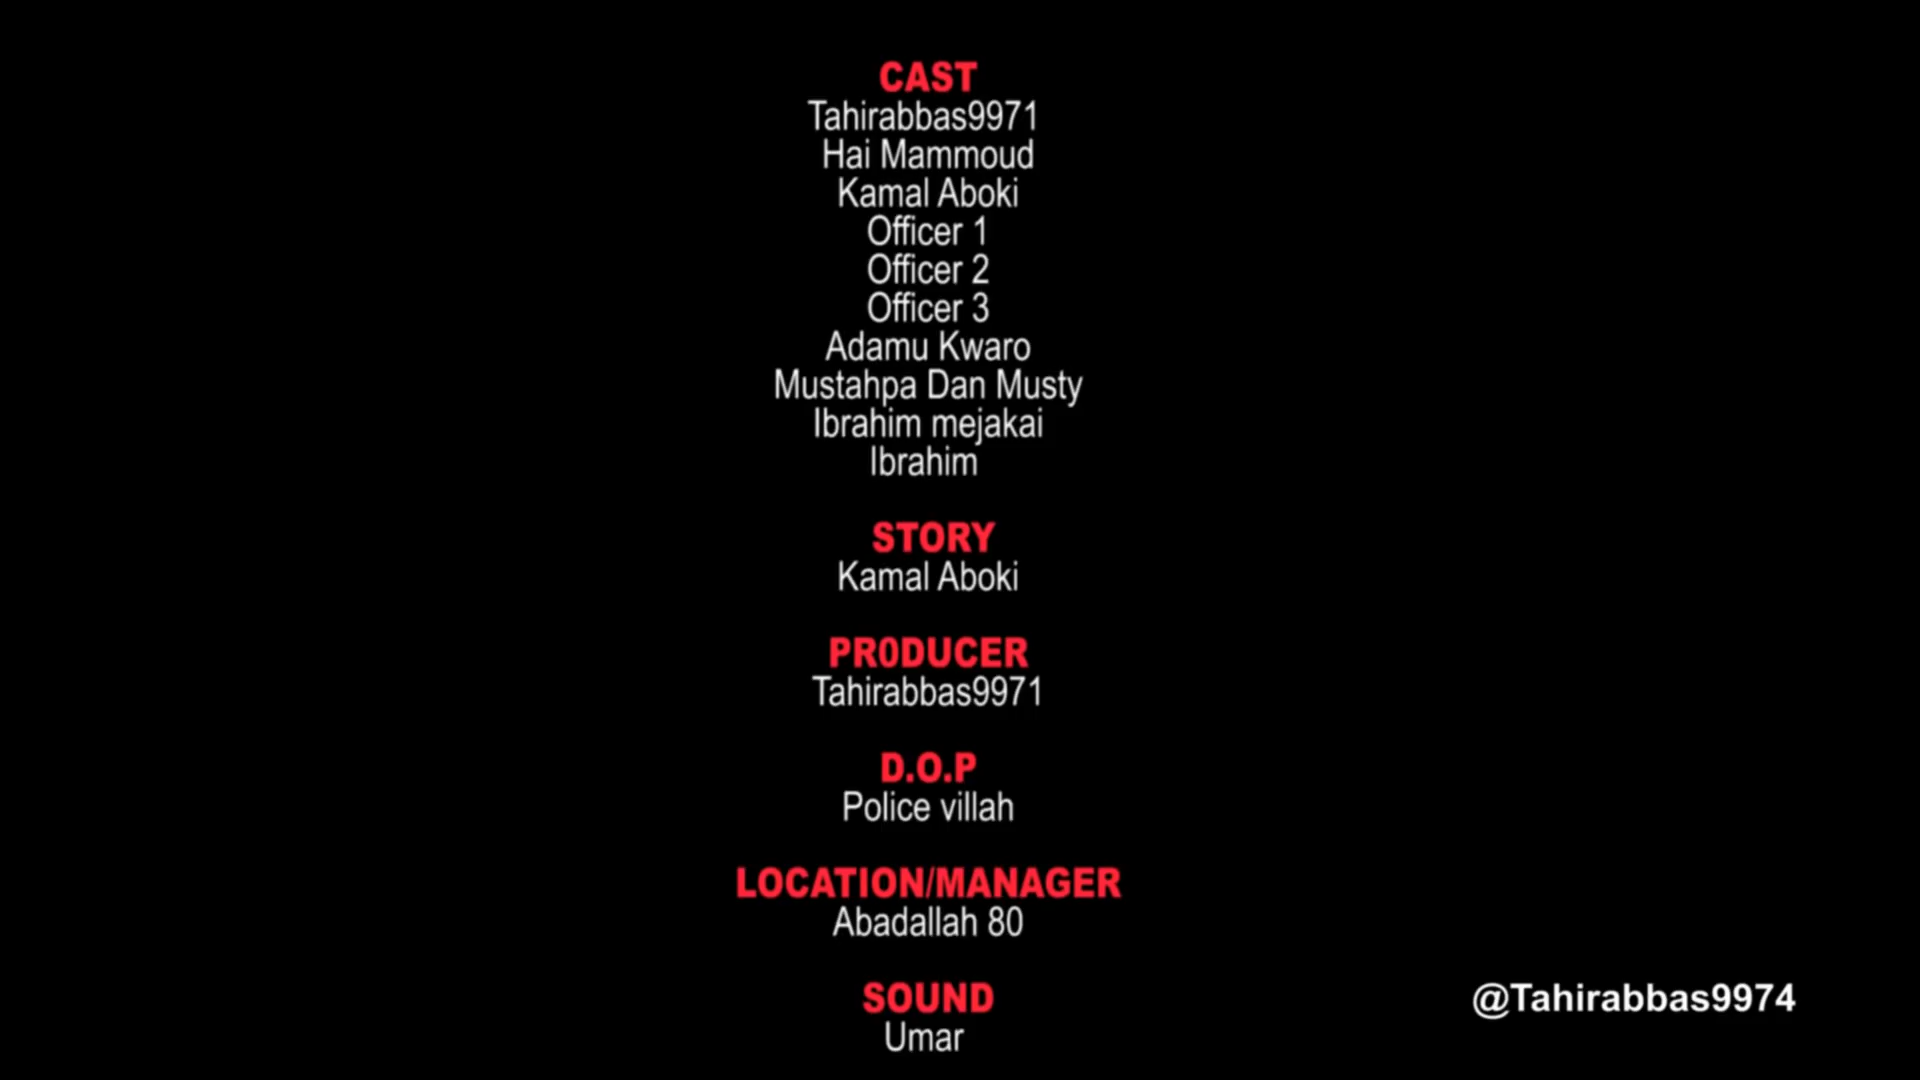 CAST
Tahirabbas9971
Hai Mammoud
Kamal Aboki
Officer 1
Officer 2
Officer 3
Adamu Kwaro
Mustahpa Dan Musty
Ibrahim mejakai
Ibrahim
STORY
Kamal Aboki
PR0DUCER
Tahirabbas9971
D.O.P
Police villah
LOCATION/MANAGER
Abadallah 80
SOUND
Umar
@Tahirabbas9974